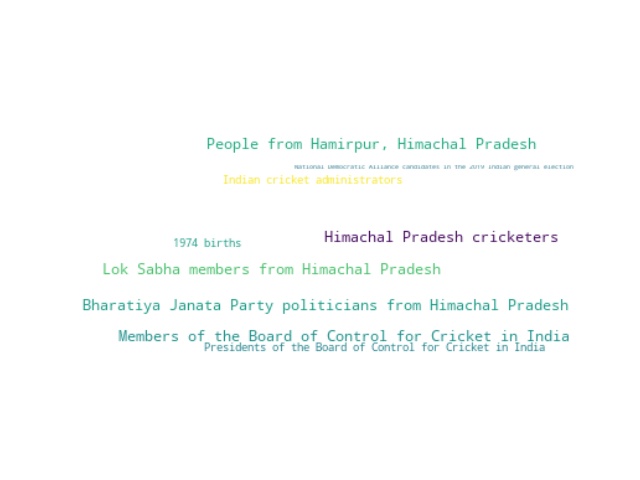 People from Hamirpur, Himachal Pradesh
National Democratic Alliance candidates in the 2019 Indian general election
Indian cricket administrators
Himachal Pradesh cricketers
1974 births
Lok Sabha members from Himachal Pradesh
Bharatiya Janata Party politicians from Himachal Pradesh
Members of the Board of Control for Cricket in India
Presidents of the Board of Control for Cricket in India